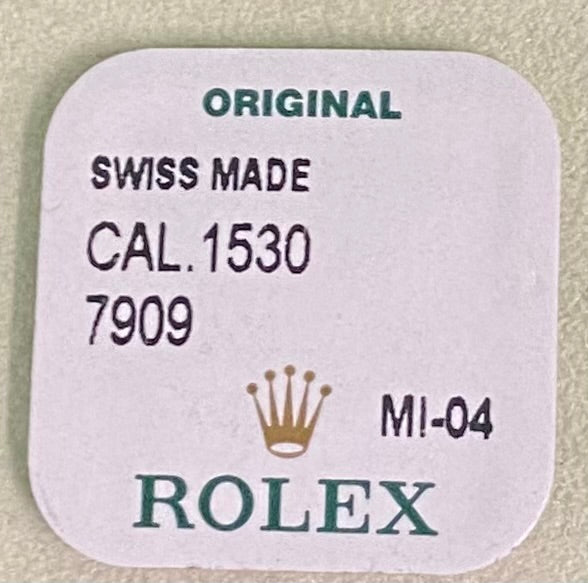 ORIGINAL
SWISS MADE
CAL.1530
7909
MI-04
ROLEX